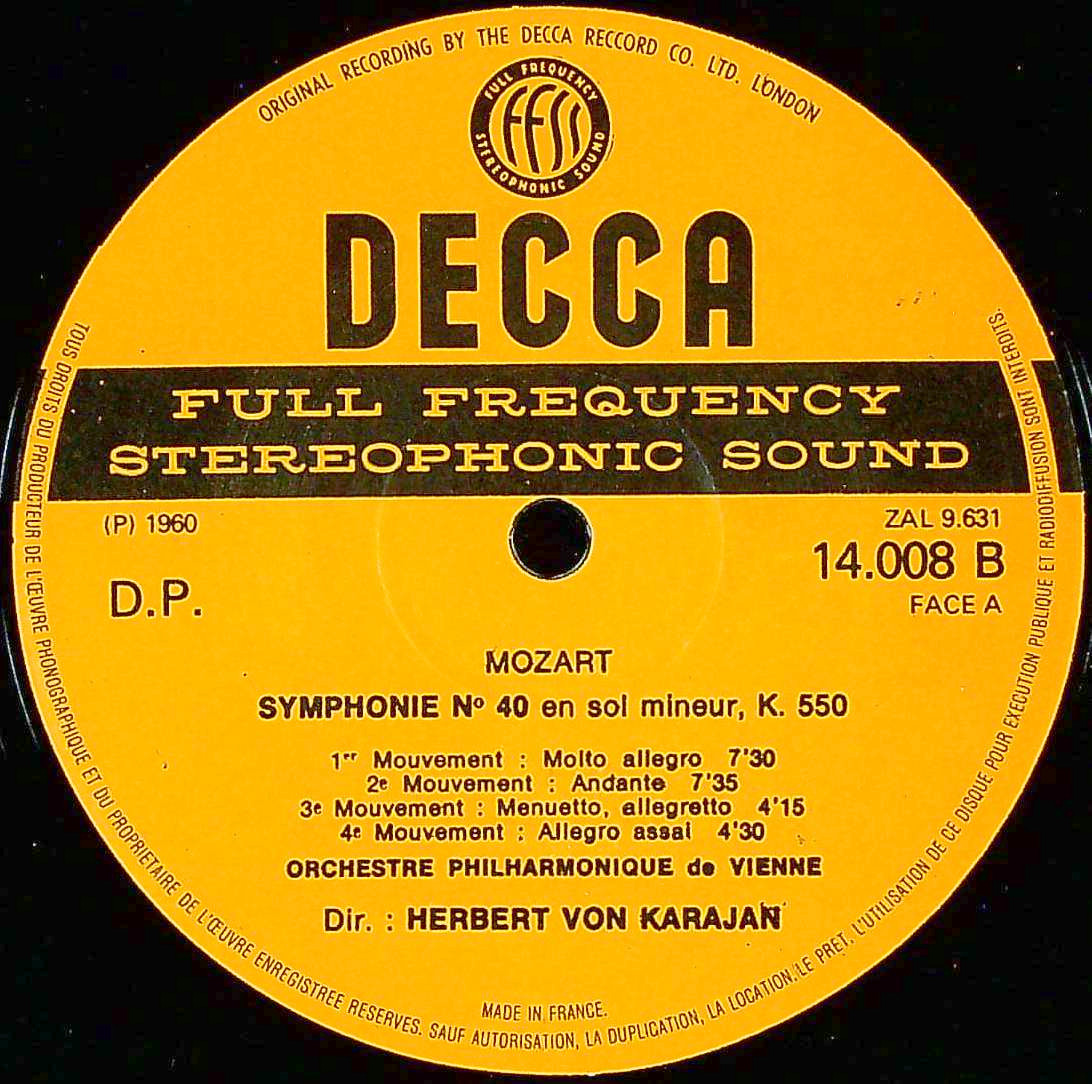 ORIGINAL RECORDING BY THE DECCA RECCORD CO. LTD. LONDON
FULL FREQUENCY
ffss
STEREOPHONIC SOUND
DECCA
FULL FREQUENCY
STEREOPHONIC SOUND
(P) 1960
ZAL 9.631
14.008 B
D.P.
FACE A
MOZART
SYMPHONIE Nº 40 en sol mineur, K. 550
1er Mouvement : Molto allegro 7'30
2e Mouvement : Andante 7'35
3e Mouvement : Menuetto, allegretto 4'15
4e Mouvement : Allegro assai 4'30
ORCHESTRE PHILHARMONIQUE de VIENNE
Dir. : HERBERT VON KARAJAN
MADE IN FRANCE.
TOUS DROITS DU PRODUCTEUR DE L'ŒUVRE PHONOGRAPHIQUE ET DU PROPRIETAIRE DE L'ŒUVRE ENREGISTREE RESERVES. SAUF AUTORISATION, LA DUPLICATION, LA LOCATION, LE PRET, L'UTILISATION DE CE DISQUE POUR EXECUTION PUBLIQUE ET RADIODIFFUSION SONT INTERDITS.